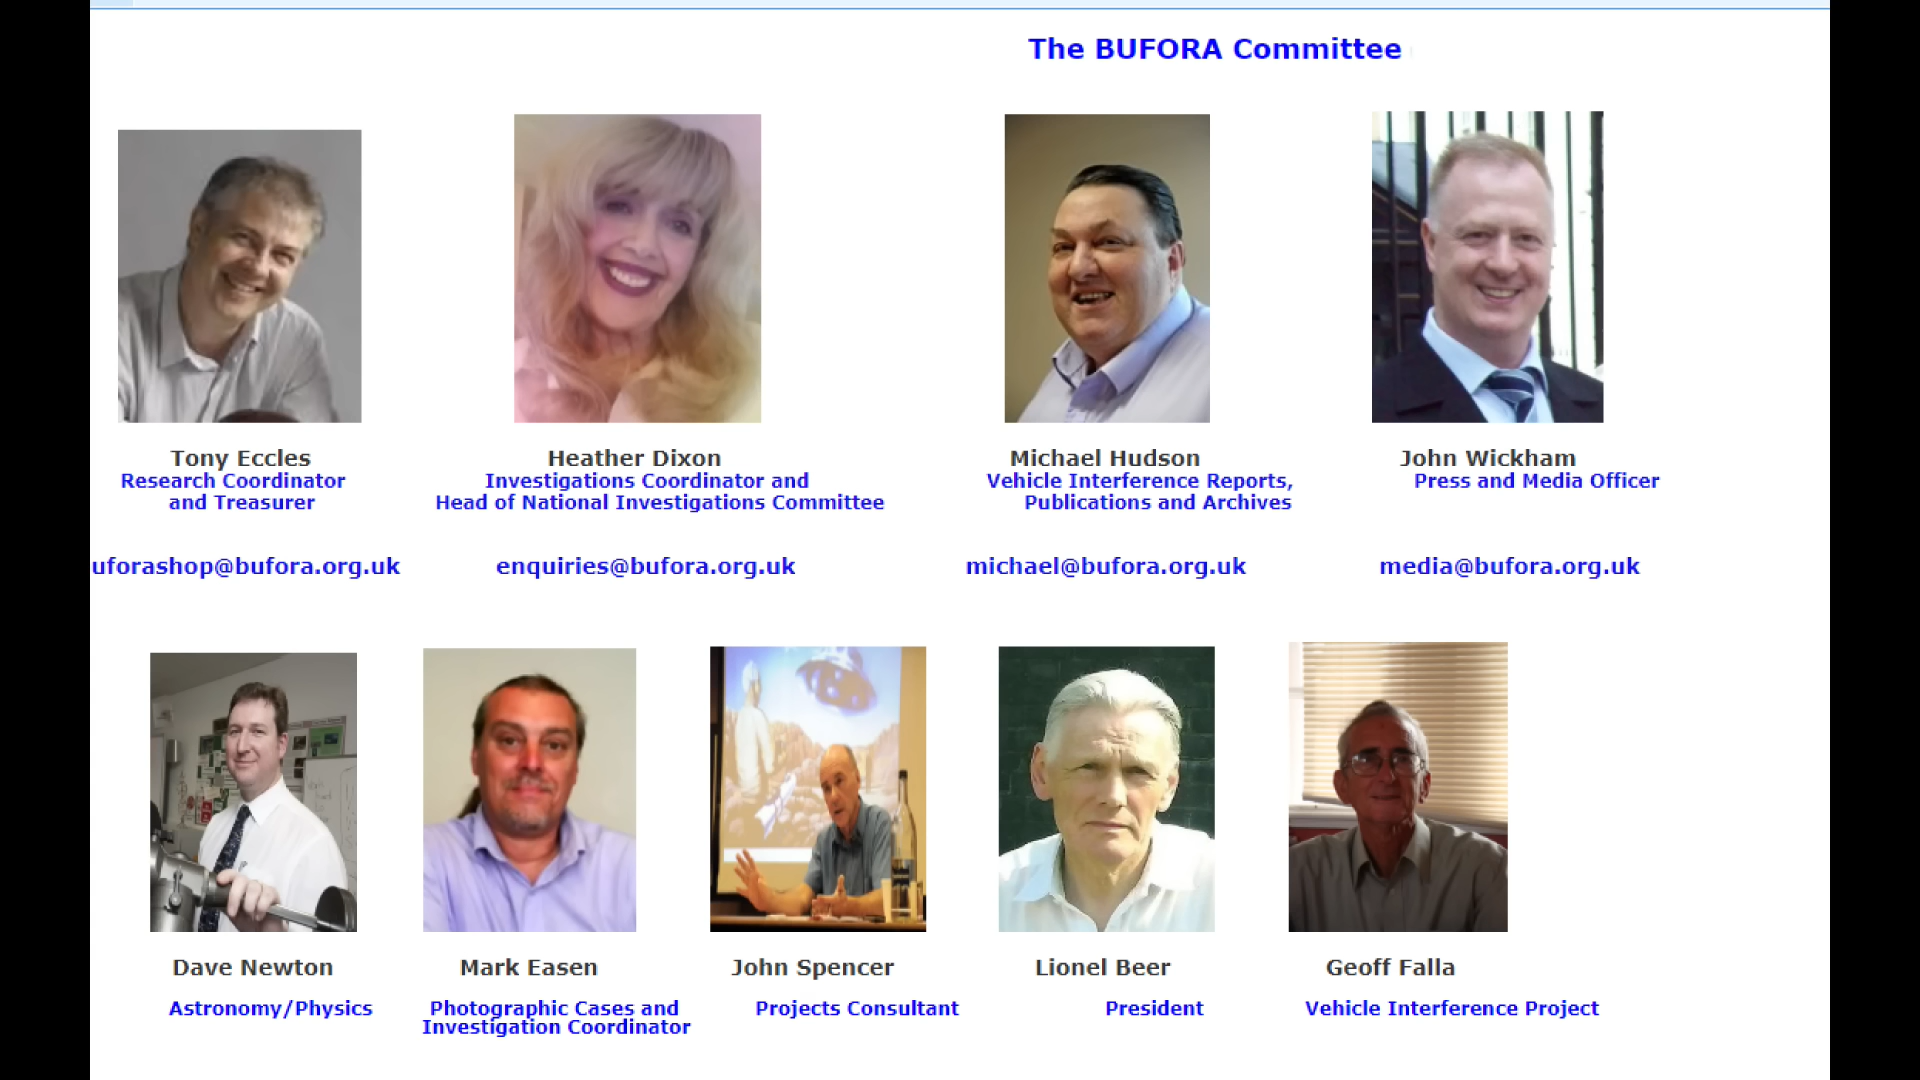 The BUFORA Committee
Tony Eccles
Research Coordinator
and Treasurer
uforashop@bufora.org.uk
Heather Dixon
Investigations Coordinator and
Head of National Investigations Committee
enquiries@bufora.org.uk
Michael Hudson
Vehicle Interference Reports,
Publications and Archives
michael@bufora.org.uk
John Wickham
Press and Media Officer
media@bufora.org.uk
Dave Newton
Astronomy/Physics
Mark Easen
Photographic Cases and
Investigation Coordinator
John Spencer
Projects Consultant
Lionel Beer
President
Geoff Falla
Vehicle Interference Project